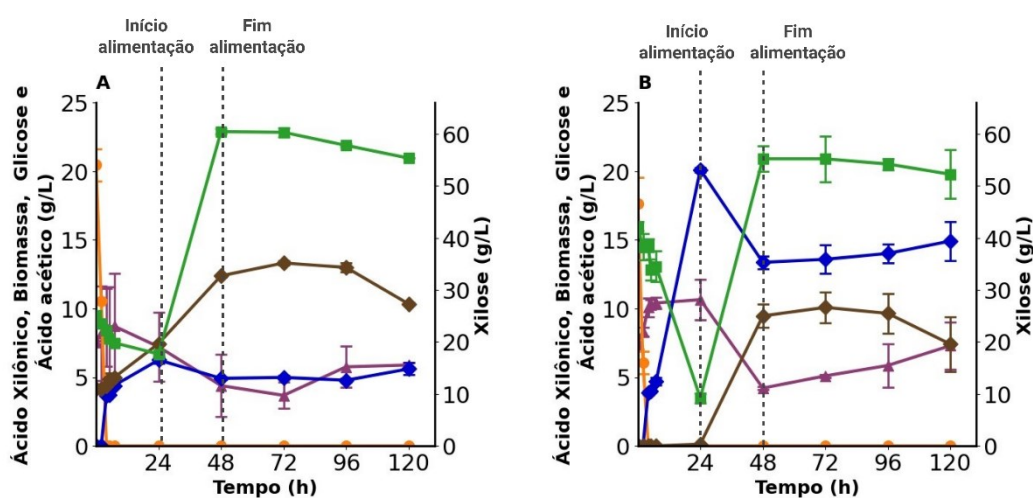 Início
alimentação
Fim
alimentação
A
Ácido Xilônico, Biomassa, Glicose e
Ácido acético (g/L)
25
20
15
10
5
0
60
50
40
30
20
10
0
Xilose (g/L)
24 48 72 96 120
Tempo (h)
Início
alimentação
Fim
alimentação
B
Ácido Xilônico, Biomassa, Glicose e
Ácido acético (g/L)
25
20
15
10
5
0
60
50
40
30
20
10
0
Xilose (g/L)
24 48 72 96 120
Tempo (h)